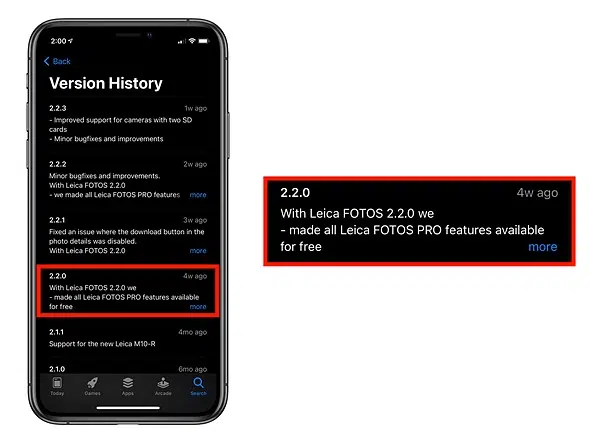 2:00
Back
Version History
2.2.3 1w ago
- Improved support for cameras with two SD
cards
- Minor bugfixes and improvements
2.2.2 2w ago
Minor bugfixes and improvements.
With Leica FOTOS 2.2.0
- we made all Leica FOTOS PRO features more
2.2.1 3w ago
Fixed an issue where the download button in the
photo details was disabled.
With Leica FOTOS 2.2.0 more
2.2.0 4w ago
With Leica FOTOS 2.2.0 we
- made all Leica FOTOS PRO features available
for free more
2.1.1 4mo ago
Support for the new Leica M10-R
2.1.0 6mo ago
Today Games Apps Arcade Search
2.2.0 4w ago
With Leica FOTOS 2.2.0 we
- made all Leica FOTOS PRO features available
for free more